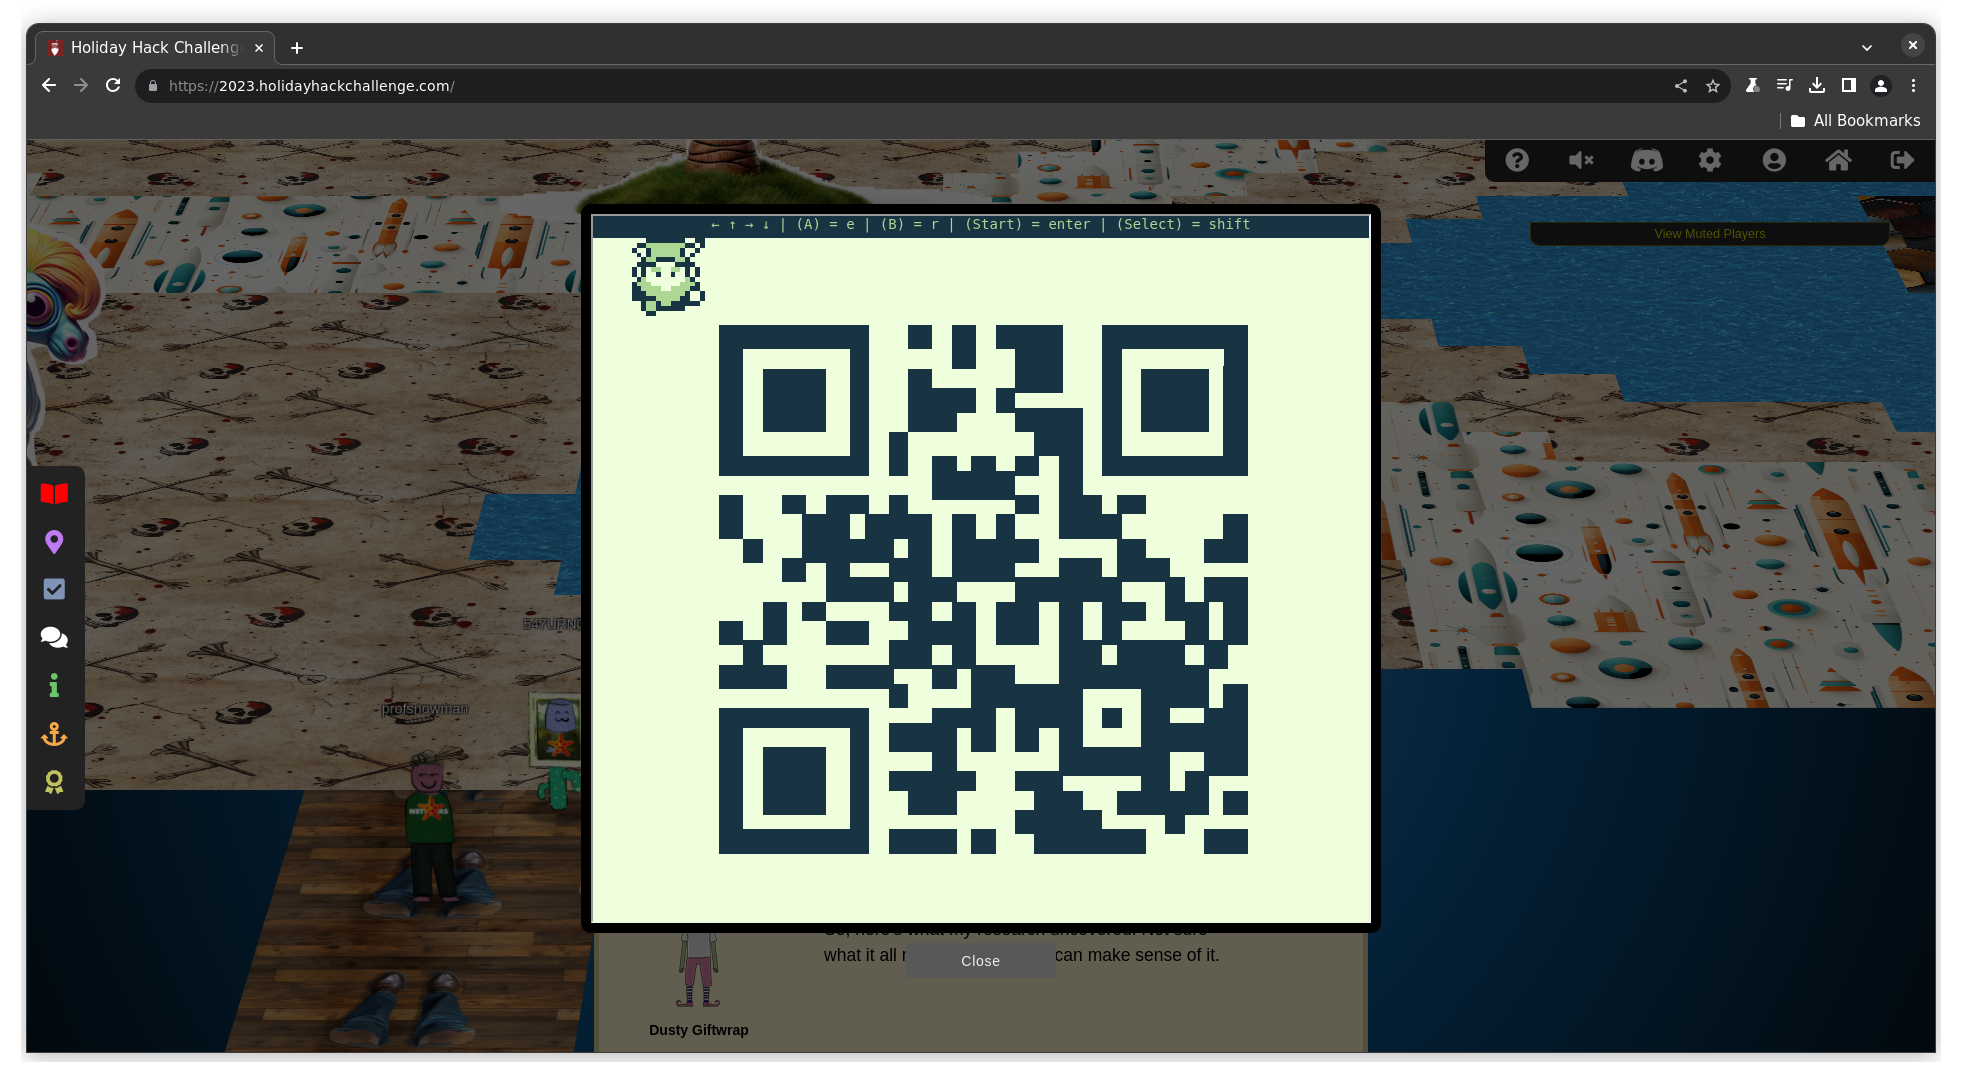 Holiday Hack Challeng
https://2023.holidayhackchallenge.com/
All Bookmarks
← ↑ → ↓ | (A) = e | (B) = r | (Start) = enter | (Select) = shift
View Muted Players
profsnowman
what it all
can make sense of it.
Close
Dusty Giftwrap